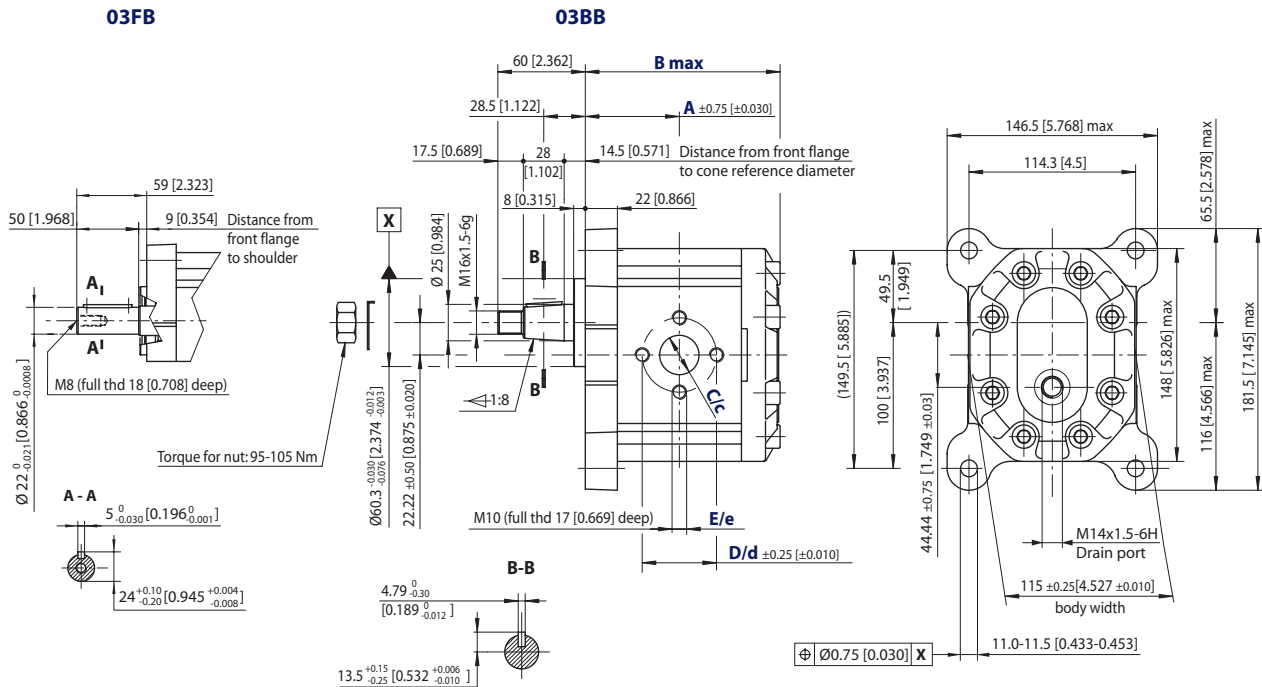 03FB
03BB
60 [2.362]
B max
28.5 [1.122]
A ±0.75 [±0.030]
17.5 [0.689]
28
[1.102]
14.5 [0.571]
Distance from front flange
to cone reference diameter
8 [0.315]
22 [0.866]
146.5 [5.768] max
114.3 [4.5]
65.5 [2.578] max
59 [2.323]
50 [1.968]
9 [0.354]
Distance from
front flange
to shoulder
X
Ø 25 [0.984]
M16x1.5-6g
B
B
A
A
M8 (full thd 18 [0.708] deep)
Ø 22 0 -0.021 [0.866 0 -0.0008]
1:8
C/c
Torque for nut: 95-105 Nm
Ø60.3 -0.030 -0.076 [2.374 -0.012 -0.003]
22.22 ±0.50 [0.875 ±0.020]
(149.5 [ 5.885])
49.5
[ 1.949]
100 [ 3.937]
44.44 ±0.75 [1.749 ±0.03]
148 [ 5.826] max
116 [4.566] max
181.5 [ 7.145] max
A - A
5 0 -0.030 [0.196 0 -0.001]
24 +0.10 -0.20 [0.945 +0.004 -0.008]
M10 (full thd 17 [0.669] deep)
E/e
D/d ±0.25 [±0.010]
B-B
4.79 0 -0.30
[0.189 0 -0.012]
13.5 +0.15 -0.25 [0.532 +0.006 -0.010]
M14x1.5-6H
Drain port
115 ±0.25[4.527 ±0.010]
body width
⌖ Ø0.75 [0.030] X
11.0-11.5 [0.433-0.453]